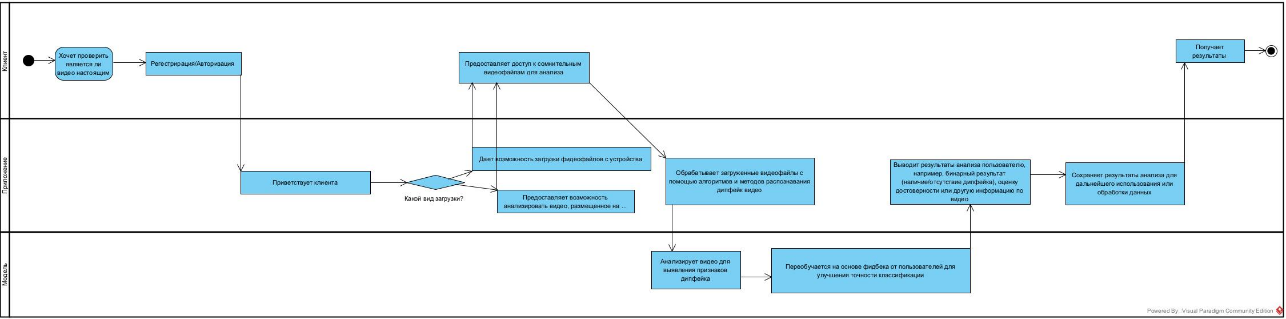 Клиент
Хочет проверить
является ли
видео настоящим
Регестрирация/Авторизация
Предоставляет доступ к сомнительным
видеофайлам для анализа
Получает
результаты
Приложение
Приветствует клиента
Какой вид загрузки?
Дает возможность загрузки видеофайлов с устройства
Предоставляет возможность
анализировать видео, размещенное на ...
Обрабатывает загруженные видеофайлы с
помощью алгоритмов и методов распознавания
дипфейк видео
Выводит результаты анализа пользователю,
например, бинарный результат
(наличие/отсутствие дипфейка), оценку
достоверности или другую информацию по
видео
Сохраняет результаты анализа для
дальнейшего использования или
обработки данных
Модель
Анализирует видео для
выявления признаков
дипфейка
Переобучается на основе фидбека от пользователей для
улучшения точности классификации
Powered By: Visual Paradigm Community Edition